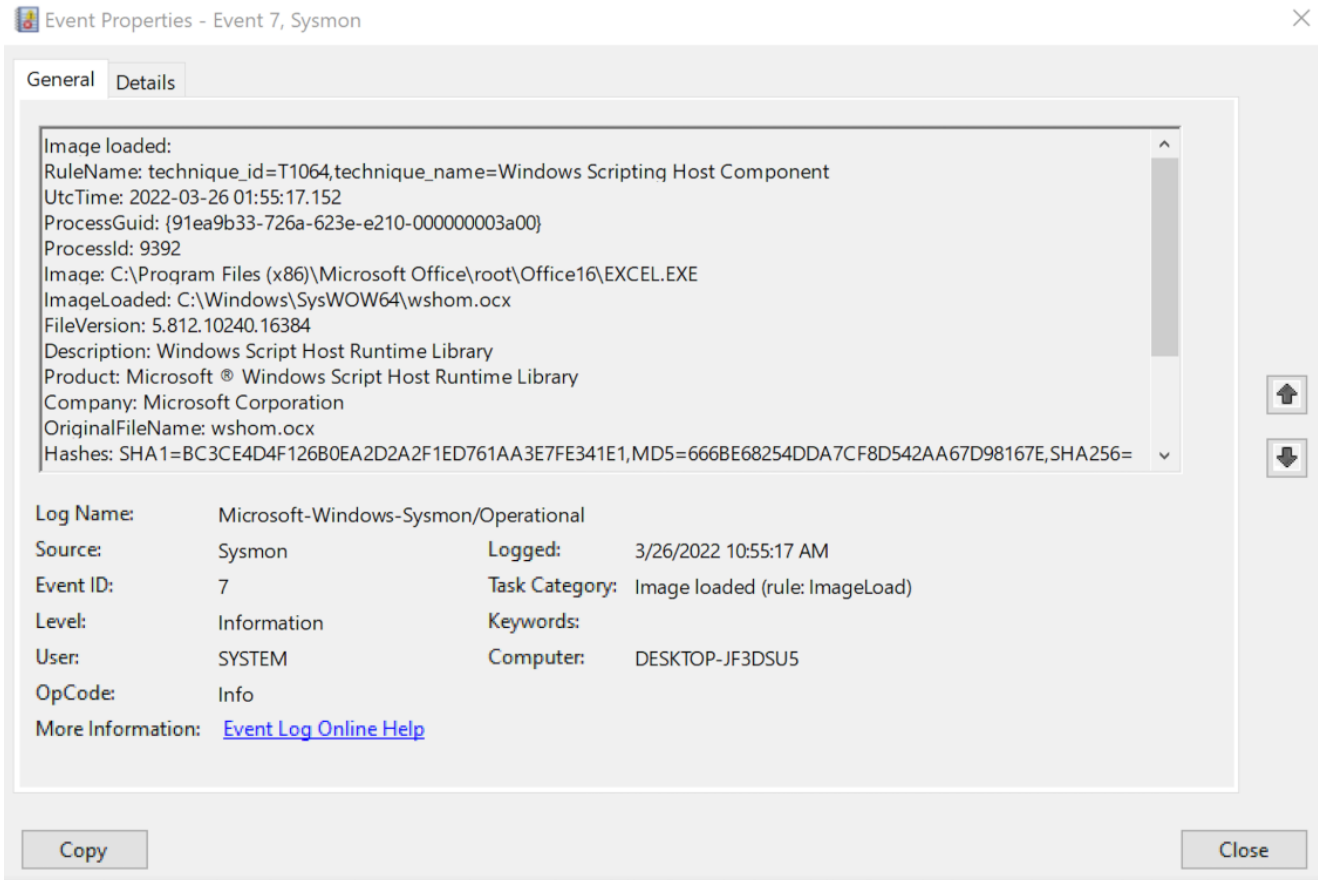 Event Properties - Event 7, Sysmon
General Details
Image loaded:
RuleName: technique_id=T1064,technique_name=Windows Scripting Host Component
UtcTime: 2022-03-26 01:55:17.152
ProcessGuid: {91ea9b33-726a-623e-e210-000000003a00}
ProcessId: 9392
Image: C:\Program Files (x86)\Microsoft Office\root\Office16\EXCEL.EXE
ImageLoaded: C:\Windows\SysWOW64\wshom.ocx
FileVersion: 5.812.10240.16384
Description: Windows Script Host Runtime Library
Product: Microsoft ® Windows Script Host Runtime Library
Company: Microsoft Corporation
OriginalFileName: wshom.ocx
Hashes: SHA1=BC3CE4D4F126B0EA2D2A2F1ED761AA3E7FE341E1,MD5=666BE68254DDA7CF8D542AA67D98167E,SHA256=
Log Name: Microsoft-Windows-Sysmon/Operational
Source: Sysmon Logged: 3/26/2022 10:55:17 AM
Event ID: 7 Task Category: Image loaded (rule: ImageLoad)
Level: Information Keywords:
User: SYSTEM Computer: DESKTOP-JF3DSU5
OpCode: Info
More Information: Event Log Online Help
Copy Close